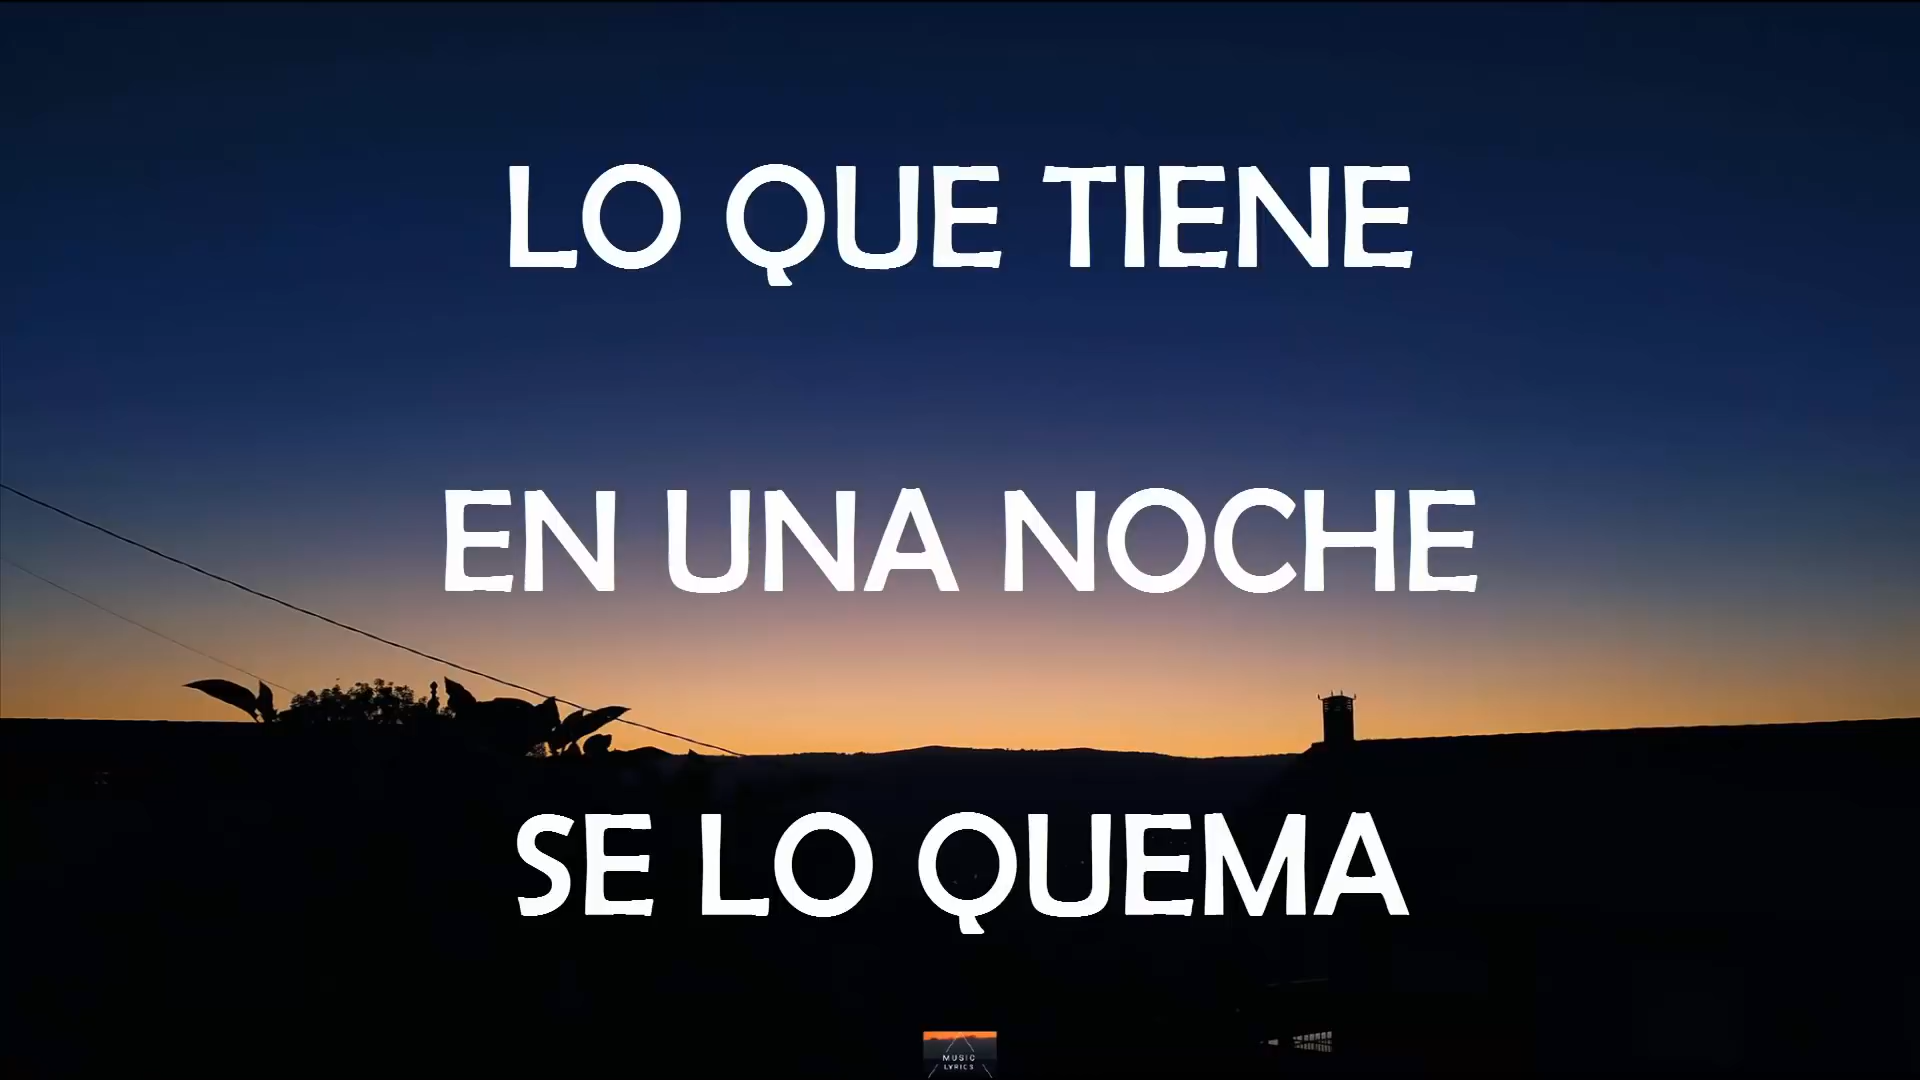 LO QUE TIENE
EN UNA NOCHE
SE LO QUEMA
MUSIC
LYRICS